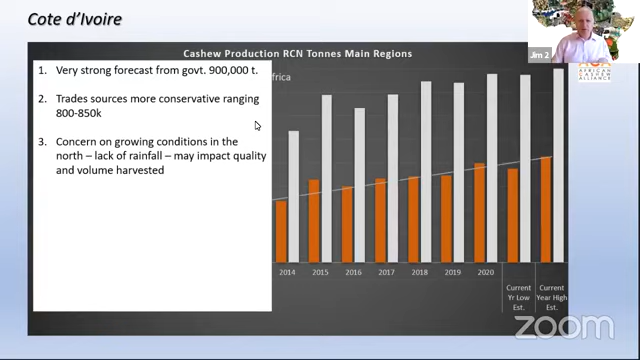 Cote d'Ivoire
Jim 2
AFRICAN
CASHEW
ALLIANCE
Cashew Production RCN Tonnes Main Regions
frica
1. Very strong forecast from govt. 900,000 t.
2. Trades sources more conservative ranging
800-850k
3. Concern on growing conditions in the
north – lack of rainfall – may impact quality
and volume harvested
2014 2015 2016 2017 2018 2019 2020
Current
Yr Low
Est.
Current
Year High
Est.
zoom